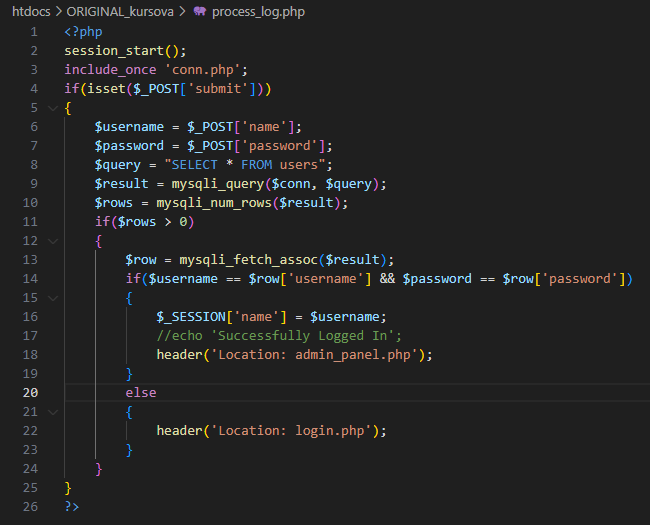 htdocs > ORIGINAL_kursova > process_log.php
1 <?php
2 session_start();
3 include_once 'conn.php';
4 if(isset($_POST['submit']))
5 {
6 $username = $_POST['name'];
7 $password = $_POST['password'];
8 $query = "SELECT * FROM users";
9 $result = mysqli_query($conn, $query);
10 $rows = mysqli_num_rows($result);
11 if($rows > 0)
12 {
13 $row = mysqli_fetch_assoc($result);
14 if($username == $row['username'] && $password == $row['password'])
15 {
16 $_SESSION['name'] = $username;
17 //echo 'Successfully Logged In';
18 header('Location: admin_panel.php');
19 }
20 else
21 {
22 header('Location: login.php');
23 }
24 }
25 }
26 ?>